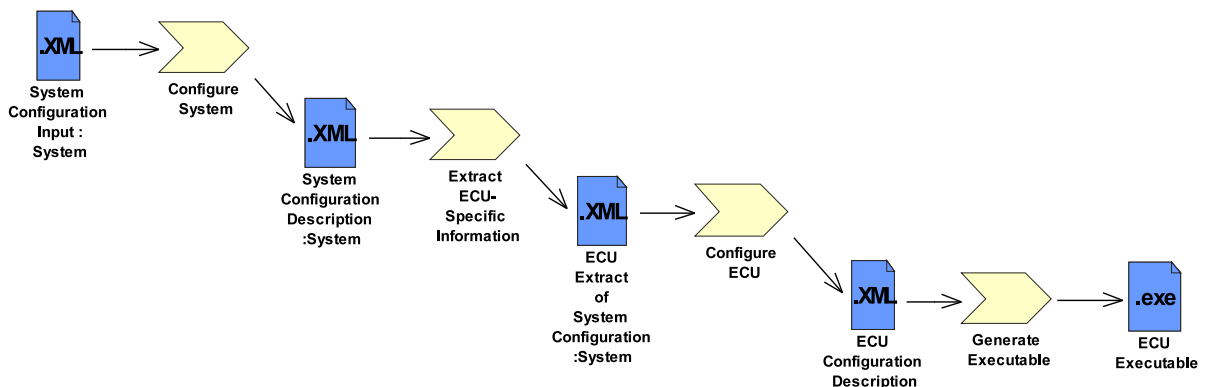 .XML
System
Configuration
Input :
System
Configure
System
.XML
System
Configuration
Description
:System
Extract
ECU-
Specific
Information
.XML
ECU
Extract
of
System
Configuration
:System
Configure
ECU
.XML
ECU
Configuration
Description
Generate
Executable
.exe
ECU
Executable